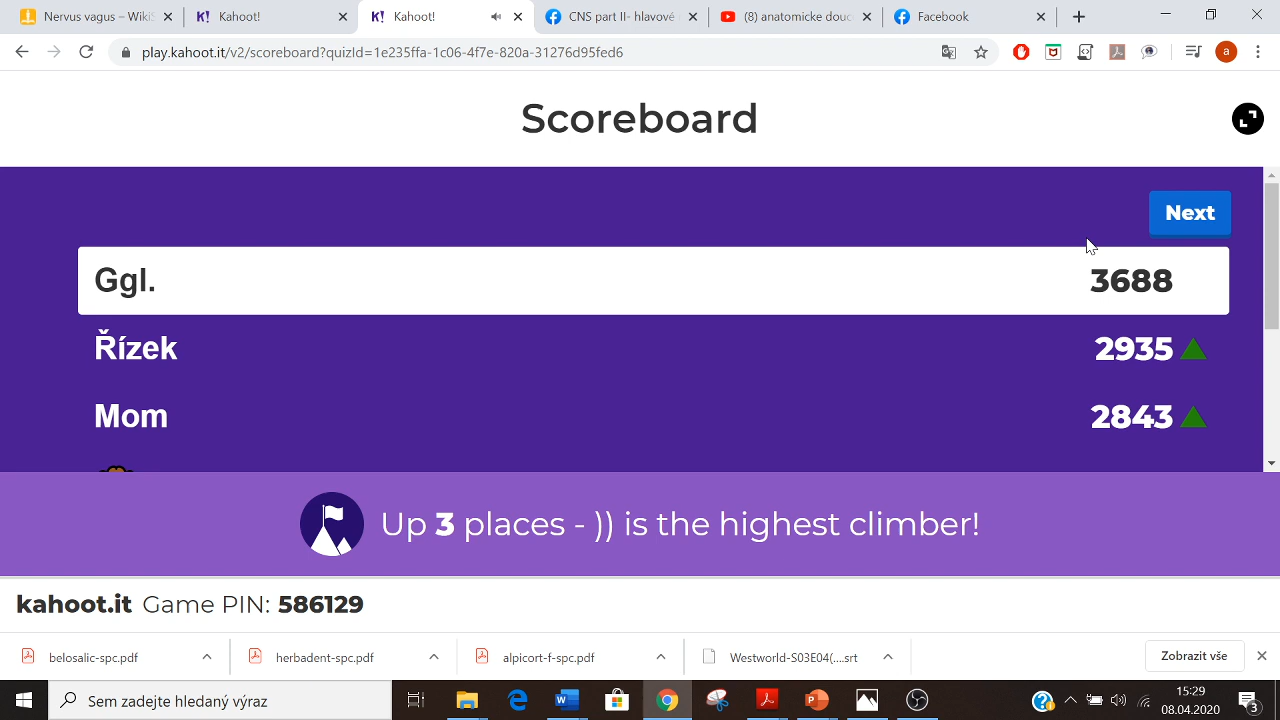 Nervus vagus – WikiS
Kahoot!
Kahoot!
CNS part II- hlavové
(8) anatomicke douc
Facebook
play.kahoot.it/v2/scoreboard?quizId=1e235ffa-1c06-4f7e-820a-31276d95fed6
a
Scoreboard
Next
Ggl. 3688
Řízek 2935
Mom 2843
Up 3 places - )) is the highest climber!
kahoot.it Game PIN: 586129
belosalic-spc.pdf
herbadent-spc.pdf
alpicort-f-spc.pdf
Westworld-S03E04(....srt
Zobrazit vše
Sem zadejte hledaný výraz
15:29
08.04.2020
3